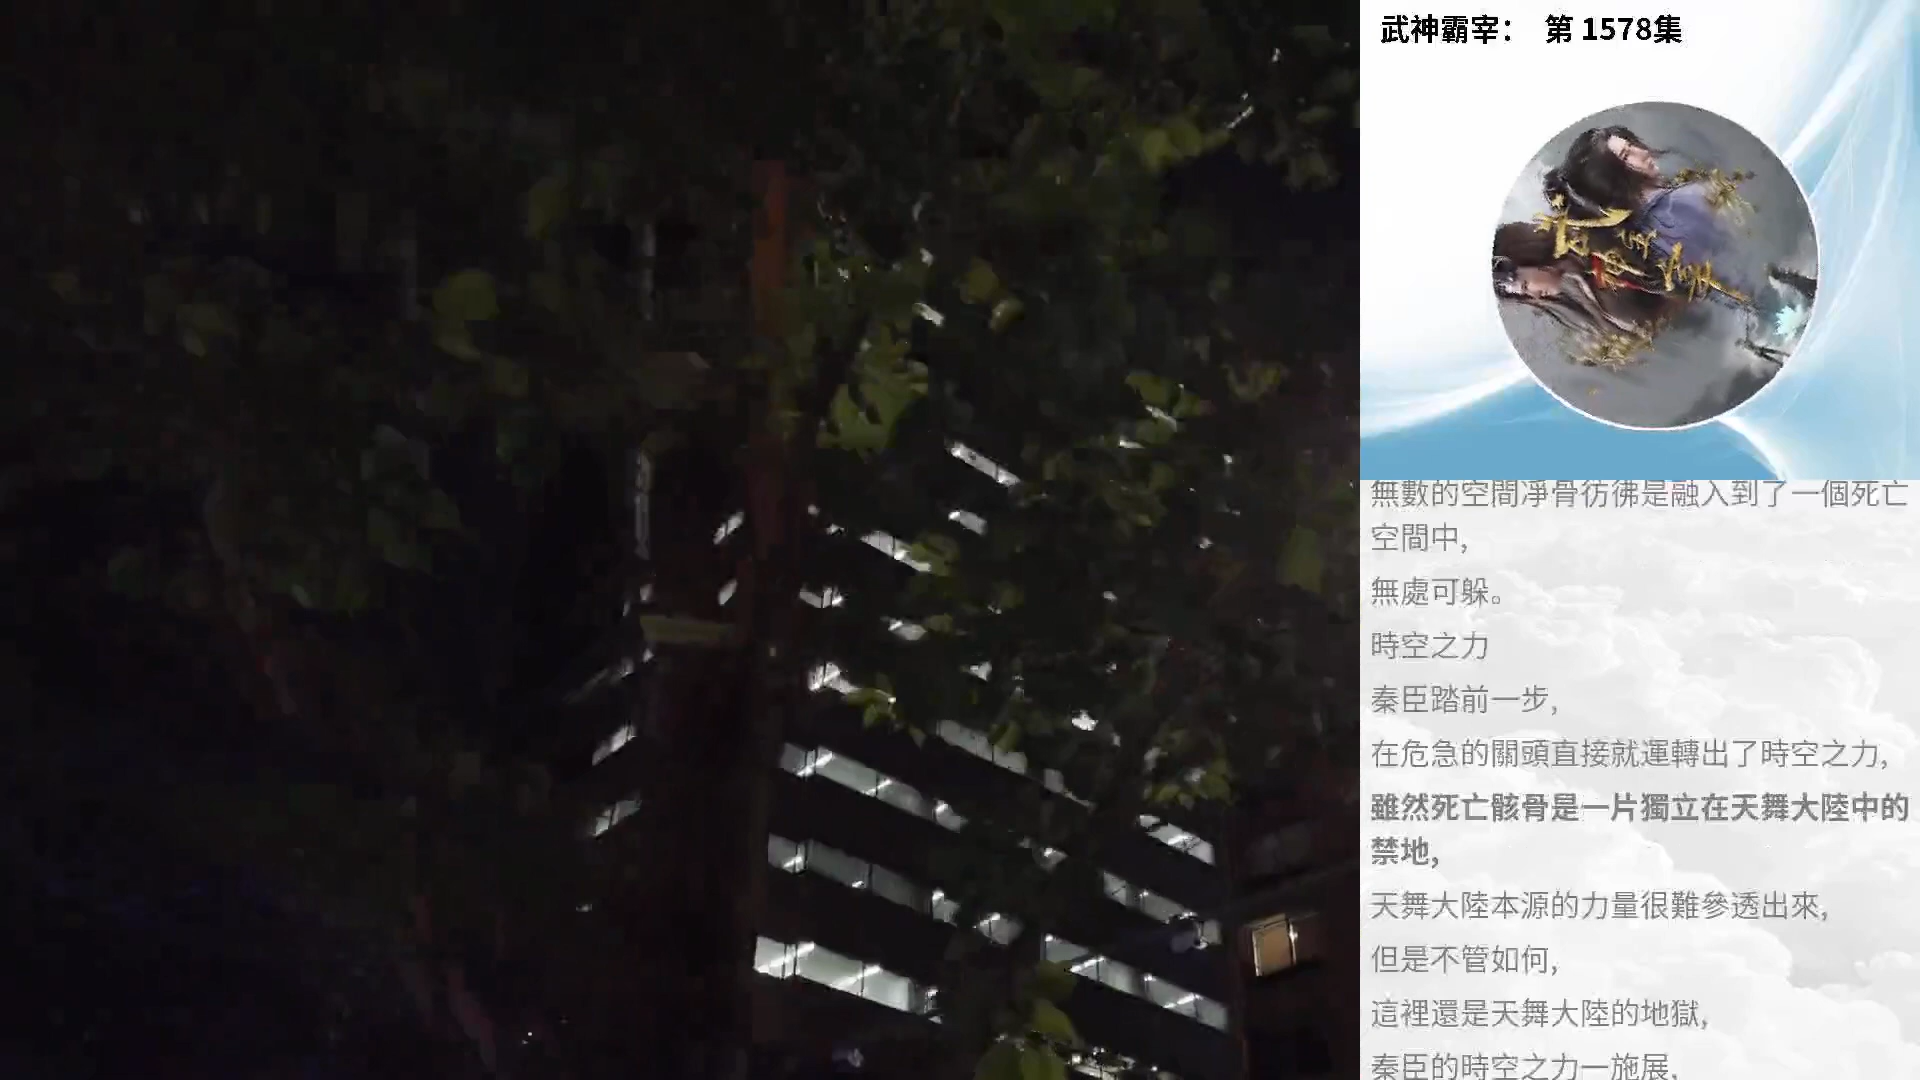 武神霸宰： 第 1578集
無數的空間凈骨彷彿是融入到了一個死亡
空間中,
無處可躲。
時空之力
秦臣踏前一步,
在危急的關頭直接就運轉出了時空之力,
雖然死亡骸骨是一片獨立在天舞大陸中的
禁地,
天舞大陸本源的力量很難參透出來,
但是不管如何,
這裡還是天舞大陸的地獄,
秦臣的時空之力一施展,